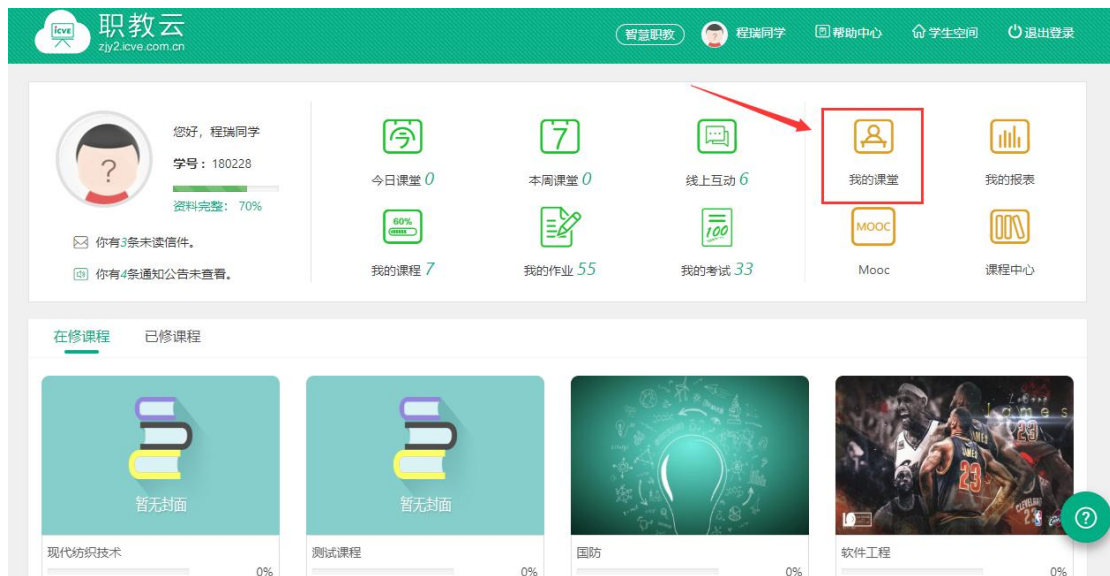 icve
职教云
zjy2.icve.com.cn
智慧职教
程瑞同学
帮助中心
学生空间
退出登录
您好，程瑞同学
学号：180228
资料完整： 70%
你有3条未读信件。
你有4条通知公告未查看。
今
今日课堂 0
7
本周课堂 0
线上互动 6
我的课堂
我的报表
60%
我的课程 7
我的作业 55
100
我的考试 33
MOOC
Mooc
课程中心
在修课程
已修课程
暂无封面
暂无封面
James
23
23
现代纺织技术
0%
测试课程
0%
国防
0%
软件工程
0%